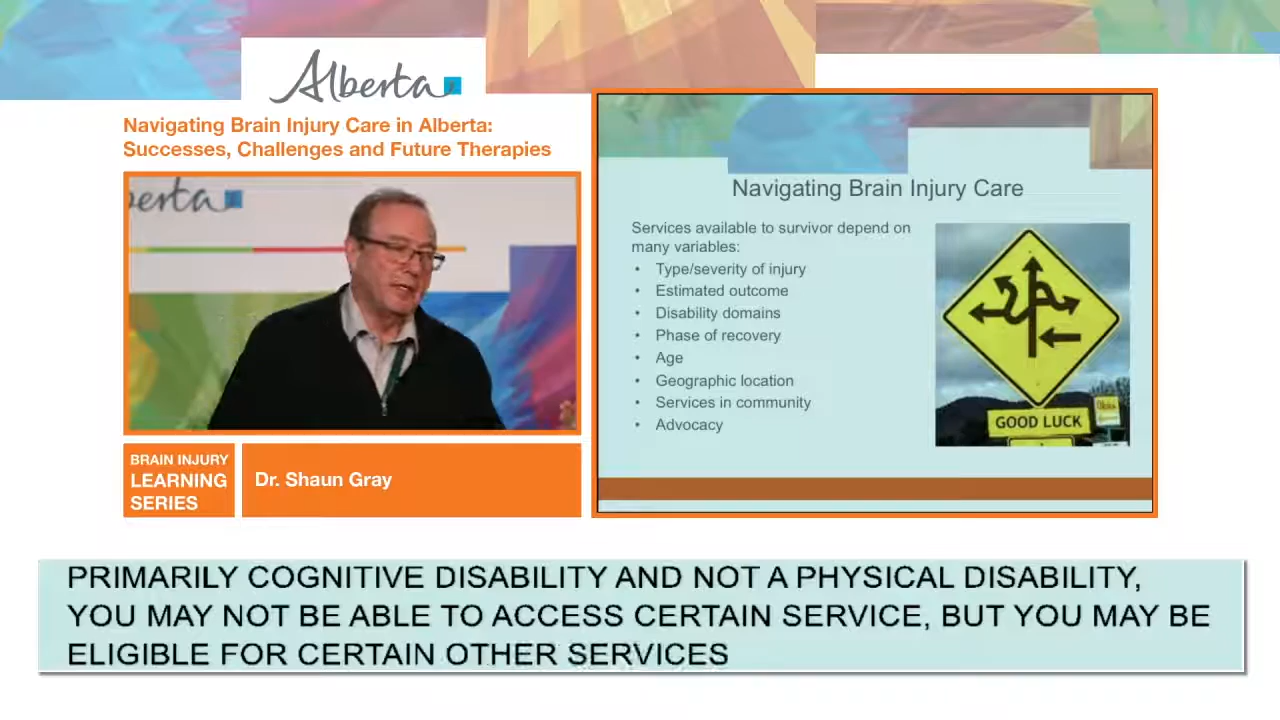 Alberta
Navigating Brain Injury Care in Alberta:
Successes, Challenges and Future Therapies
berta
BRAIN INJURY
LEARNING
SERIES
Dr. Shaun Gray
Navigating Brain Injury Care
Services available to survivor depend on
many variables:
• Type/severity of injury
• Estimated outcome
• Disability domains
• Phase of recovery
• Age
• Geographic location
• Services in community
• Advocacy
GOOD LUCK
PRIMARILY COGNITIVE DISABILITY AND NOT A PHYSICAL DISABILITY,
YOU MAY NOT BE ABLE TO ACCESS CERTAIN SERVICE, BUT YOU MAY BE
ELIGIBLE FOR CERTAIN OTHER SERVICES